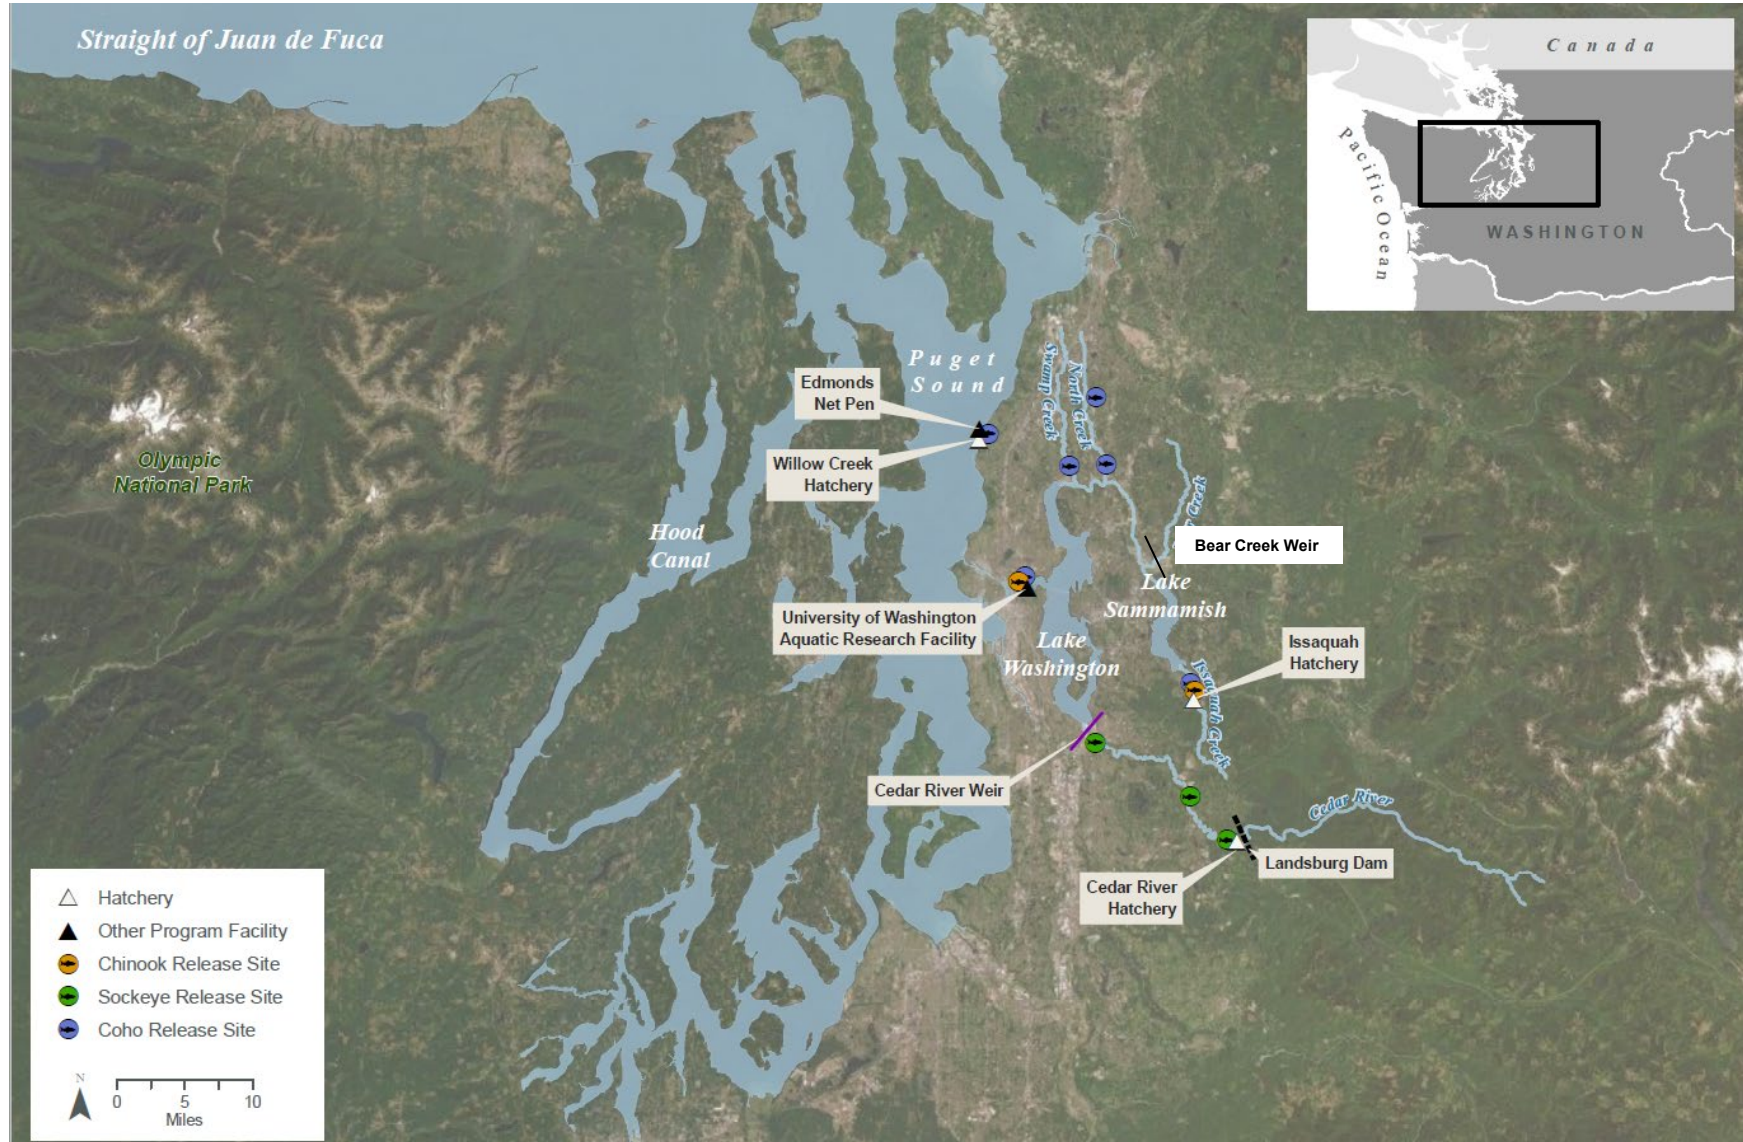 Straight of Juan de Fuca
Canada
Pacific Ocean
WASHINGTON
Puget
Sound
Edmonds
Net Pen
Swamp Creek
North Creek
Willow Creek
Hatchery
Olympic
National Park
Creek
Hood
Canal
Bear Creek Weir
Lake
Sammamish
University of Washington
Aquatic Research Facility
Lake
Washington
Issaquah
Hatchery
Issaquah Creek
Cedar River Weir
Cedar River
Landsburg Dam
Cedar River
Hatchery
Hatchery
Other Program Facility
Chinook Release Site
Sockeye Release Site
Coho Release Site
N
0 5 10
Miles